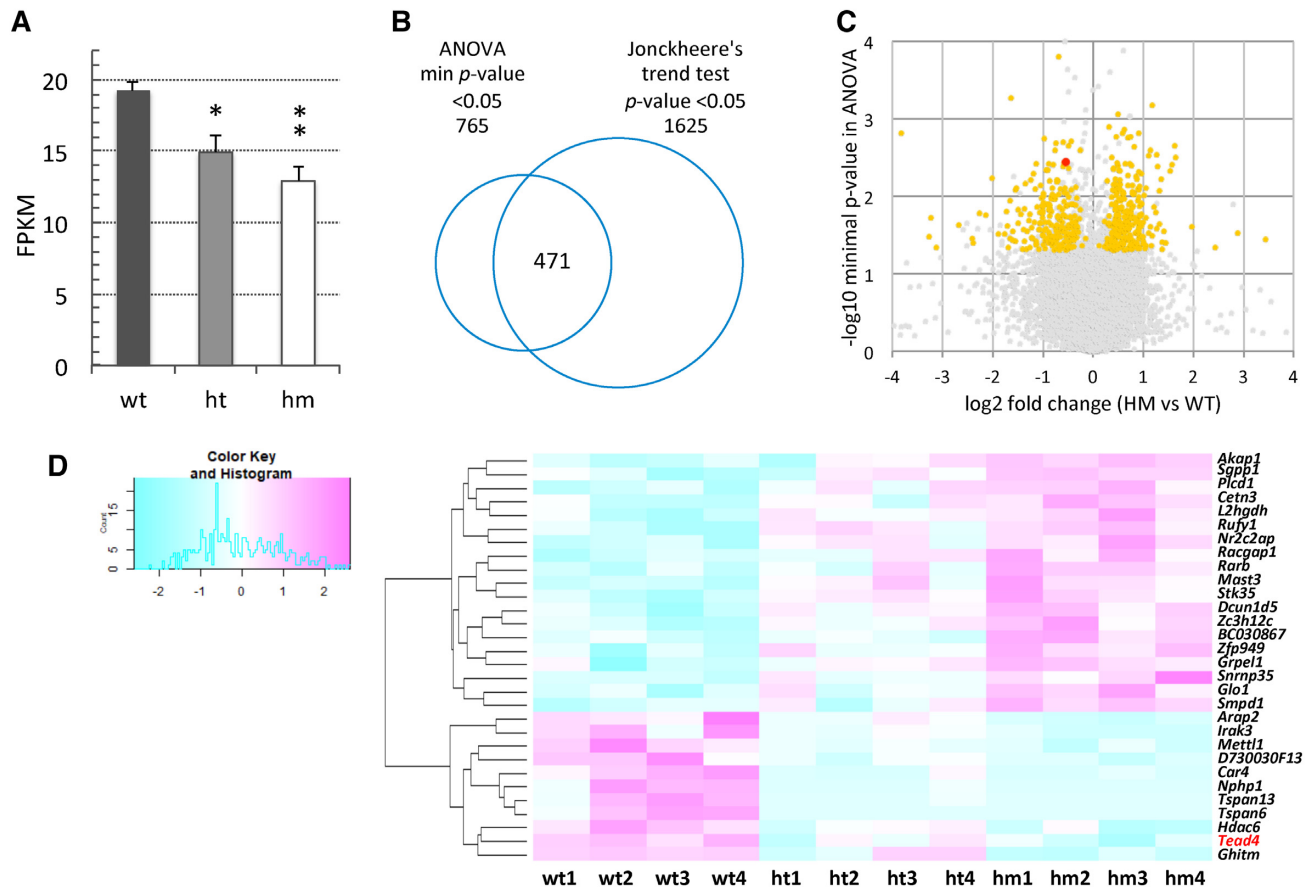 A
FPKM
20
15
10
5
0
*
*
*
wt ht hm
B
ANOVA
min p-value
<0.05
765
Jonckheere's
trend test
p-value <0.05
1625
471
C
-log10 minimal p-value in ANOVA
4
3
2
1
0
-4 -3 -2 -1 0 1 2 3 4
log2 fold change (HM vs WT)
D
Color Key
and Histogram
Count
0 5 15
-2 -1 0 1 2
Akap1
Sgpp1
Plcd1
Cetn3
L2hgdh
Rufy1
Nr2c2ap
Racgap1
Rarb
Mast3
Stk35
Dcun1d5
Zc3h12c
BC030867
Zfp949
Grpel1
Snrnp35
Glo1
Smpd1
Arap2
Irak3
Mettl1
D730030F13
Car4
Nphp1
Tspan13
Tspan6
Hdac6
Tead4
Ghitm
wt1 wt2 wt3 wt4 ht1 ht2 ht3 ht4 hm1 hm2 hm3 hm4